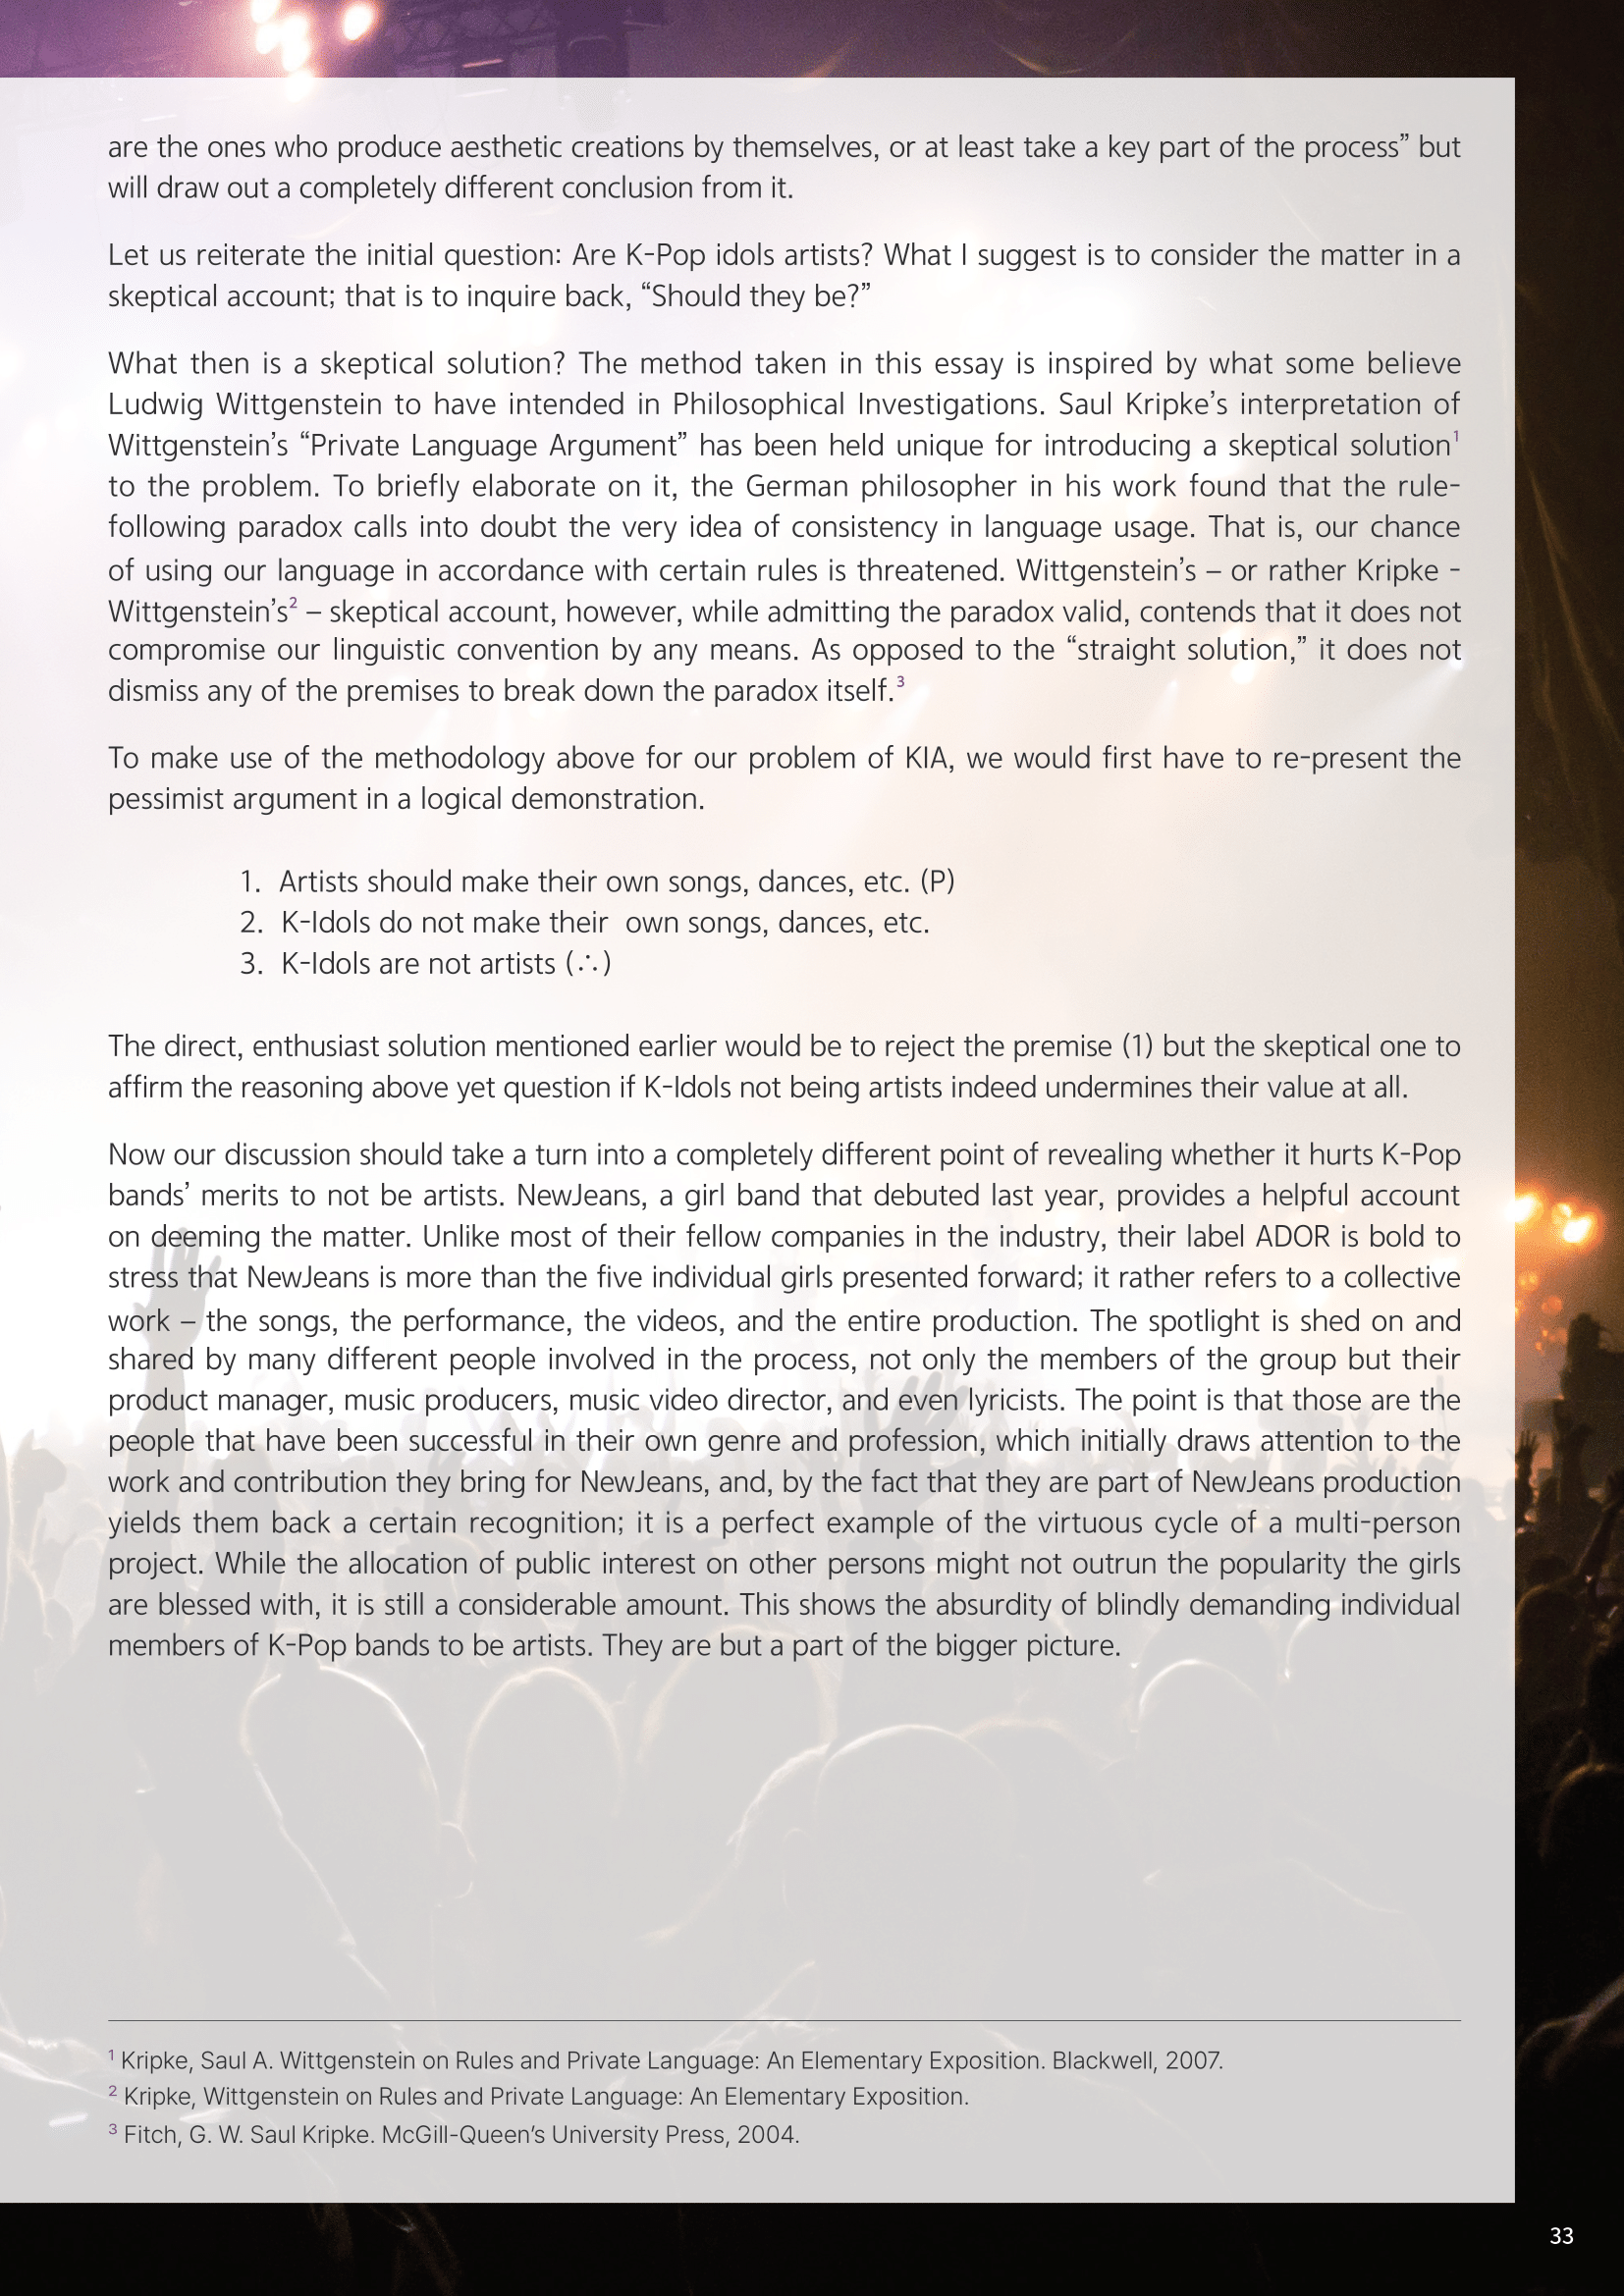 are the ones who produce aesthetic creations by themselves, or at least take a key part of the process” but
will draw out a completely different conclusion from it.
Let us reiterate the initial question: Are K-Pop idols artists? What I suggest is to consider the matter in a
skeptical account; that is to inquire back, “Should they be?”
What then is a skeptical solution? The method taken in this essay is inspired by what some believe
Ludwig Wittgenstein to have intended in Philosophical Investigations. Saul Kripke’s interpretation of
Wittgenstein’s “Private Language Argument” has been held unique for introducing a skeptical solution¹
to the problem. To briefly elaborate on it, the German philosopher in his work found that the rule-
following paradox calls into doubt the very idea of consistency in language usage. That is, our chance
of using our language in accordance with certain rules is threatened. Wittgenstein’s – or rather Kripke -
Wittgenstein’s² – skeptical account, however, while admitting the paradox valid, contends that it does not
compromise our linguistic convention by any means. As opposed to the “straight solution,” it does not
dismiss any of the premises to break down the paradox itself.³
To make use of the methodology above for our problem of KIA, we would first have to re-present the
pessimist argument in a logical demonstration.
1. Artists should make their own songs, dances, etc. (P)
2. K-Idols do not make their own songs, dances, etc.
3. K-Idols are not artists (∴)
The direct, enthusiast solution mentioned earlier would be to reject the premise (1) but the skeptical one to
affirm the reasoning above yet question if K-Idols not being artists indeed undermines their value at all.
Now our discussion should take a turn into a completely different point of revealing whether it hurts K-Pop
bands’ merits to not be artists. NewJeans, a girl band that debuted last year, provides a helpful account
on deeming the matter. Unlike most of their fellow companies in the industry, their label ADOR is bold to
stress that NewJeans is more than the five individual girls presented forward; it rather refers to a collective
work – the songs, the performance, the videos, and the entire production. The spotlight is shed on and
shared by many different people involved in the process, not only the members of the group but their
product manager, music producers, music video director, and even lyricists. The point is that those are the
people that have been successful in their own genre and profession, which initially draws attention to the
work and contribution they bring for NewJeans, and, by the fact that they are part of NewJeans production
yields them back a certain recognition; it is a perfect example of the virtuous cycle of a multi-person
project. While the allocation of public interest on other persons might not outrun the popularity the girls
are blessed with, it is still a considerable amount. This shows the absurdity of blindly demanding individual
members of K-Pop bands to be artists. They are but a part of the bigger picture.
¹ Kripke, Saul A. Wittgenstein on Rules and Private Language: An Elementary Exposition. Blackwell, 2007.
² Kripke, Wittgenstein on Rules and Private Language: An Elementary Exposition.
³ Fitch, G. W. Saul Kripke. McGill-Queen’s University Press, 2004.
33